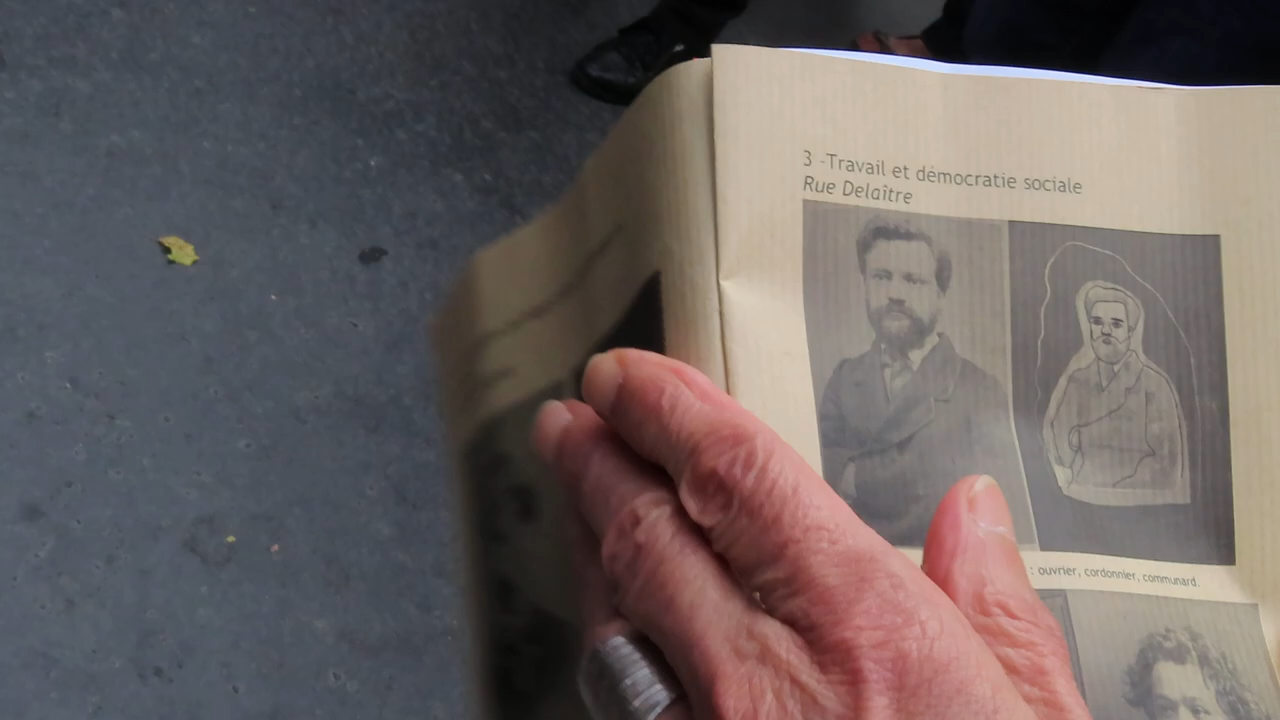 3 -Travail et démocratie sociale
Rue Delaître
: ouvrier, cordonnier, communard.